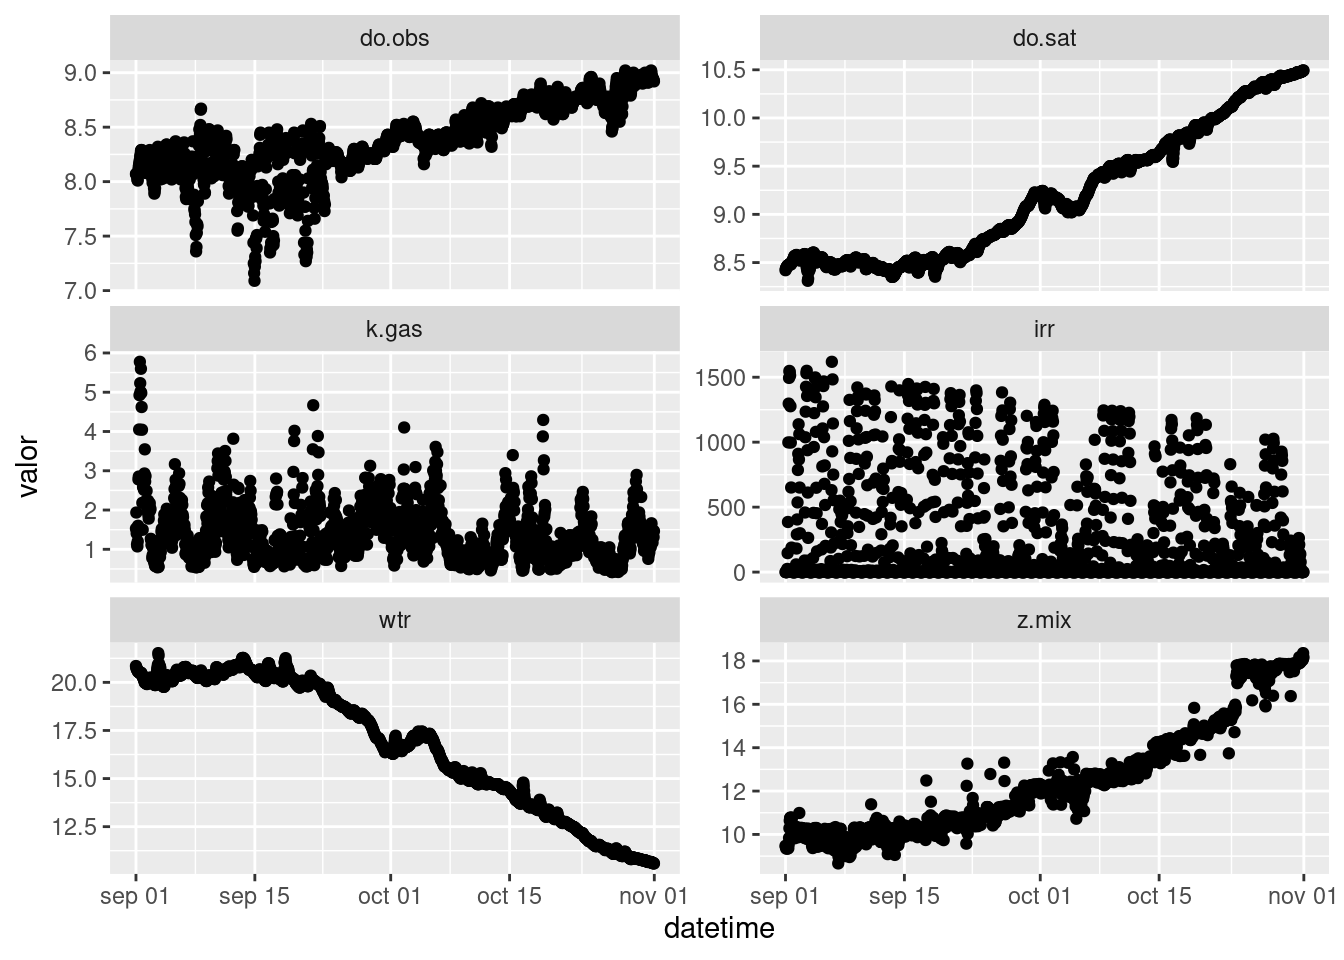 do.obs
do.sat
9.0
8.5
8.0
7.5
7.0
10.5
10.0
9.5
9.0
8.5
k.gas
irr
6
5
4
3
2
1
1500
1000
500
0
wtr
z.mix
20.0
17.5
15.0
12.5
18
16
14
12
10
sep 01
sep 15
oct 01
oct 15
nov 01
sep 01
sep 15
oct 01
oct 15
nov 01
datetime
valor